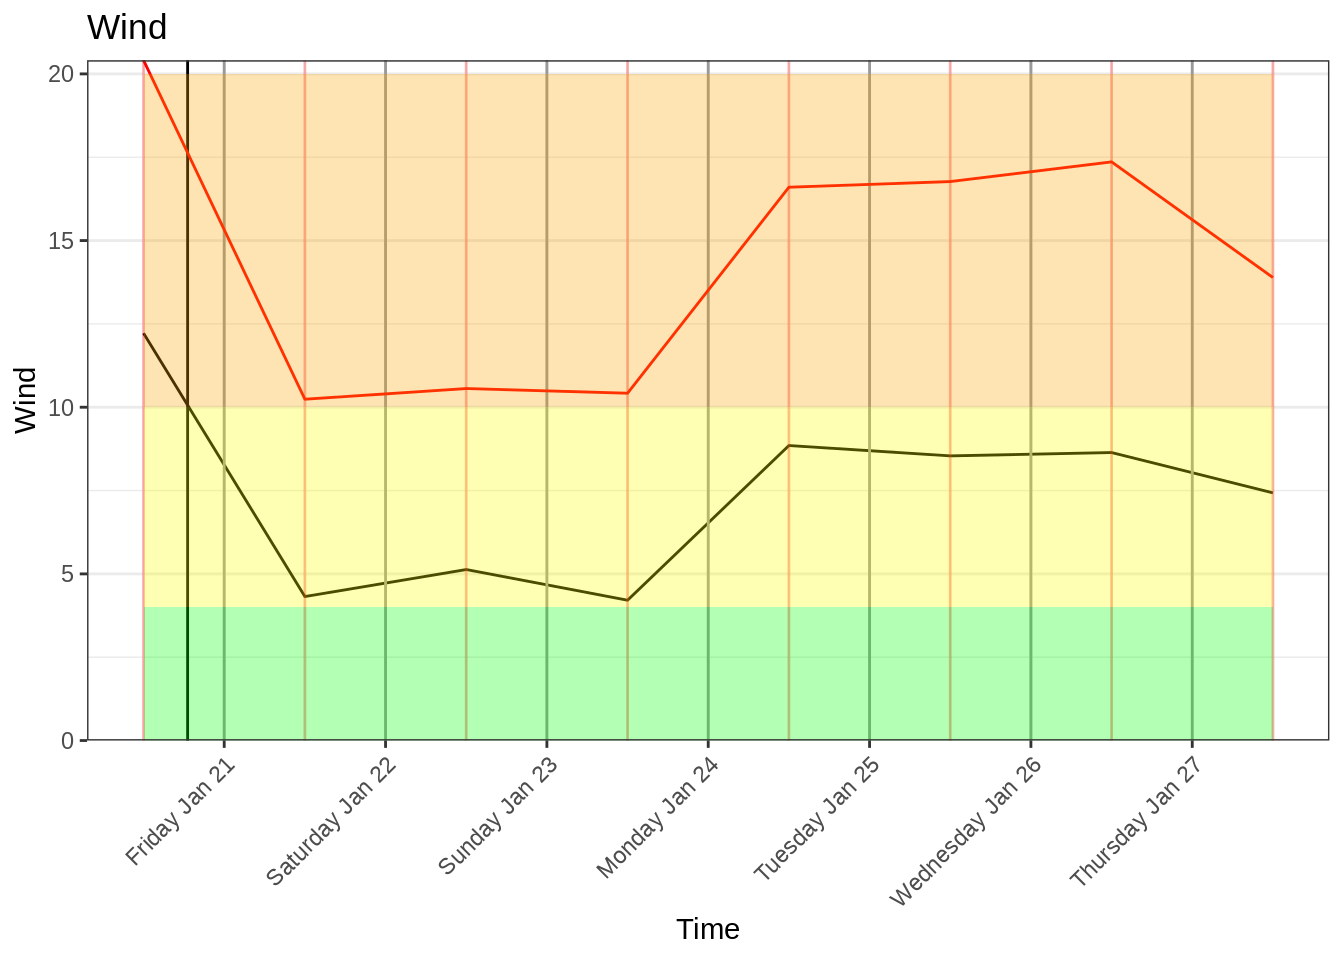 Wind
20
15
10
5
0
Wind
Friday Jan 21
Saturday Jan 22
Sunday Jan 23
Monday Jan 24
Tuesday Jan 25
Wednesday Jan 26
Thursday Jan 27
Time